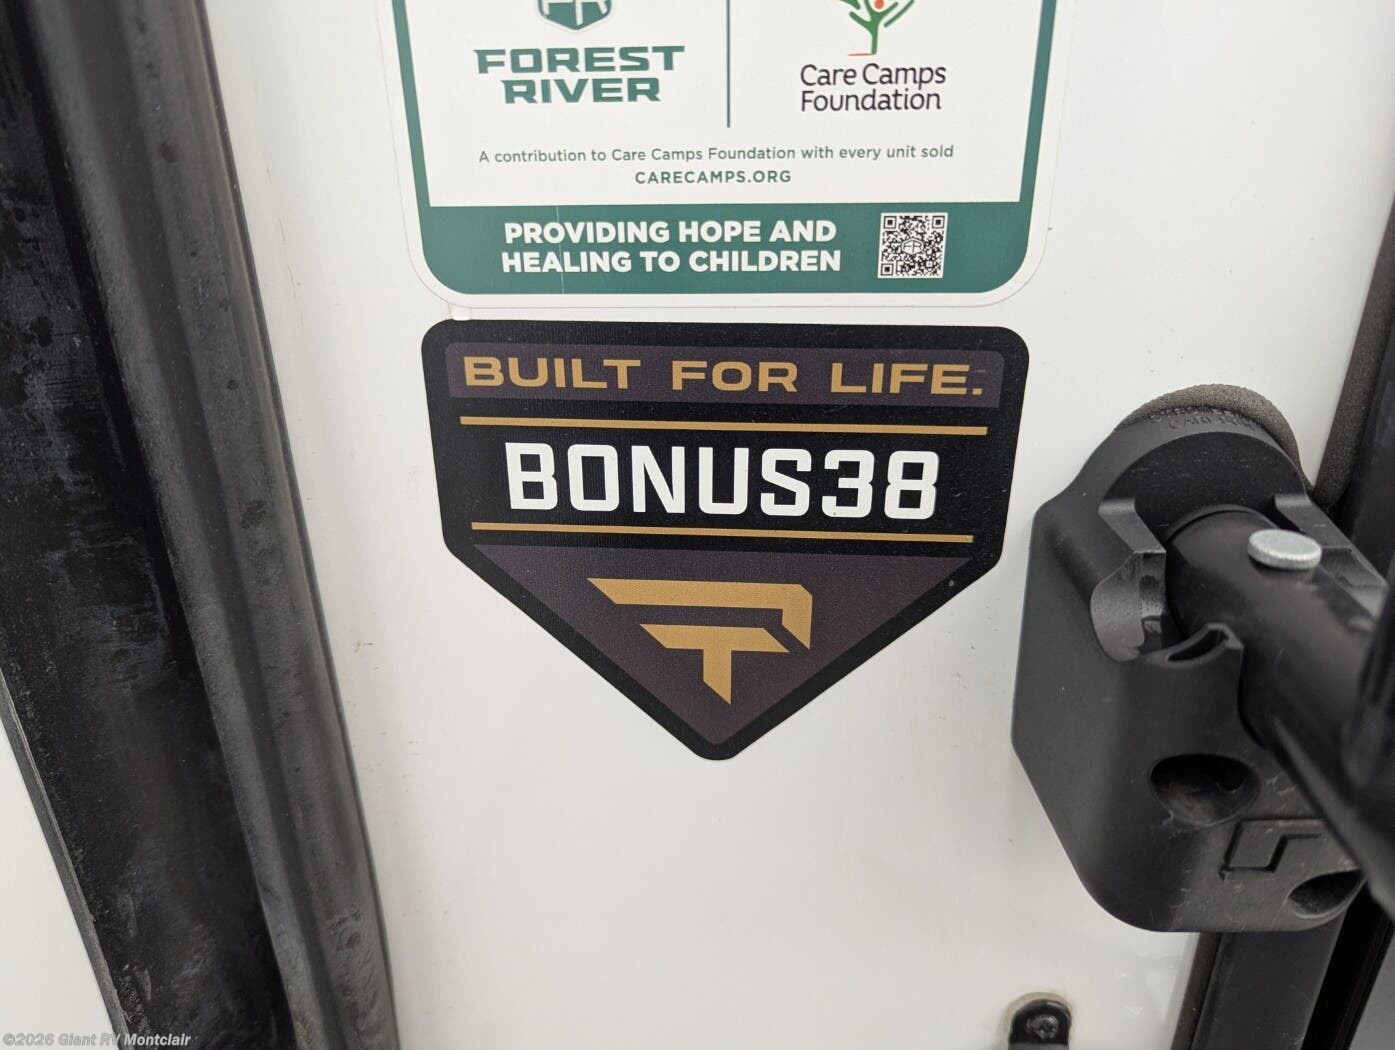 FOREST
RIVER
Care Camps
Foundation
A contribution to Care Camps Foundation with every unit sold
CARECAMPS.ORG
PROVIDING HOPE AND
HEALING TO CHILDREN
BUILT FOR LIFE.
BONUS38
©2026 Giant RV Montclair